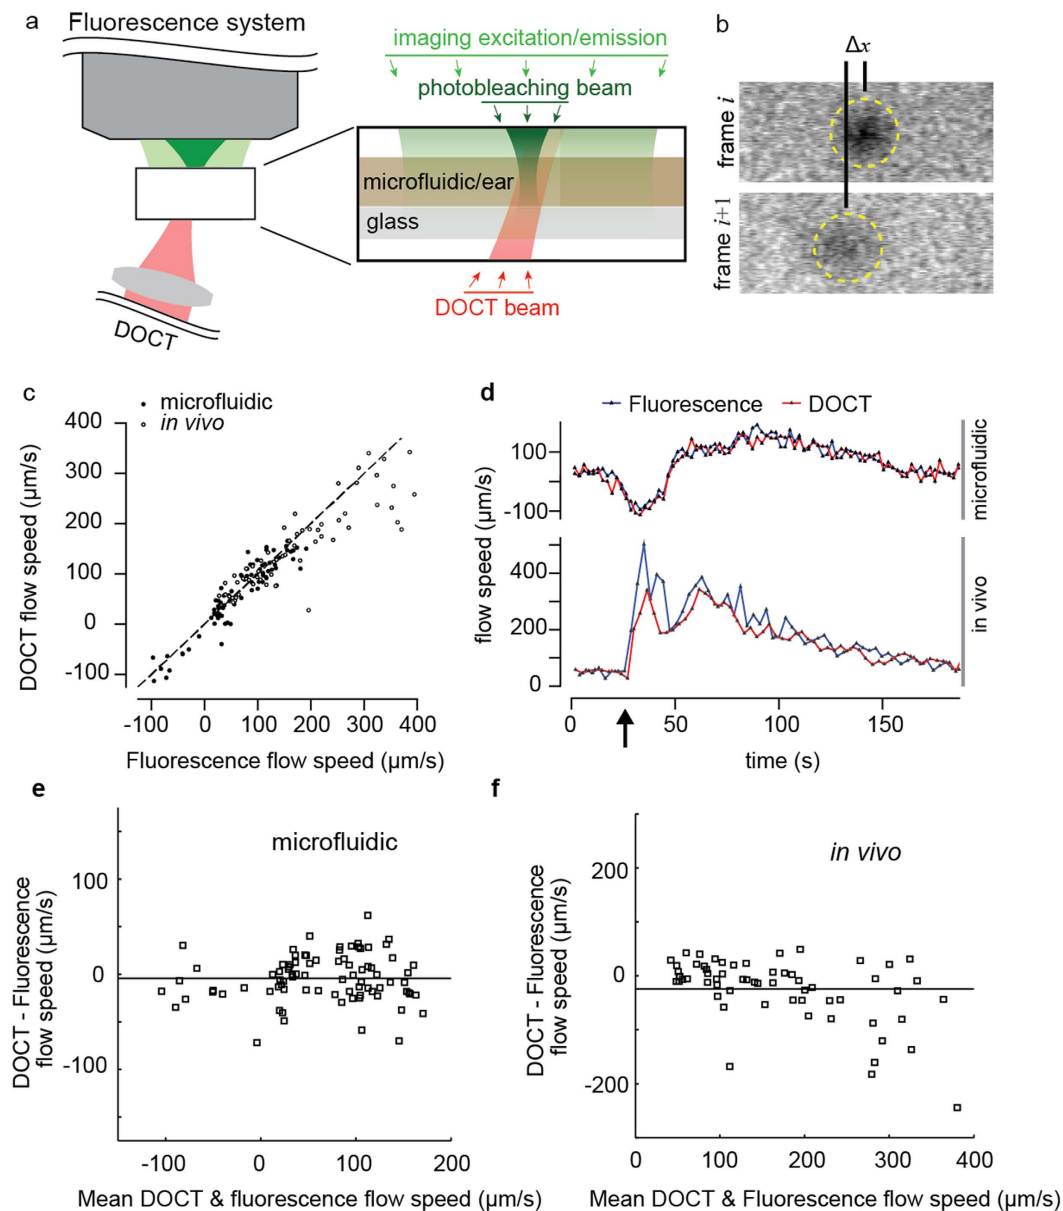 a
Fluorescence system
DOCT
imaging excitation/emission
photobleaching beam
microfluidic/ear
glass
DOCT beam
b
Δx
frame i
frame i+1
c
microfluidic
in vivo
DOCT flow speed (µm/s)
400
300
200
100
0
-100
-100 0 100 200 300 400
Fluorescence flow speed (µm/s)
d
Fluorescence DOCT
flow speed (µm/s)
100
-100
400
200
0
microfluidic
in vivo
0 50 100 150
time (s)
e
microfluidic
DOCT - Fluorescence
flow speed (µm/s)
100
-0
-100
-100 0 100 200
Mean DOCT & fluorescence flow speed (µm/s)
f
in vivo
DOCT - Fluorescence
flow speed (µm/s)
200
0
-200
0 100 200 300 400
Mean DOCT & Fluorescence flow speed (µm/s)